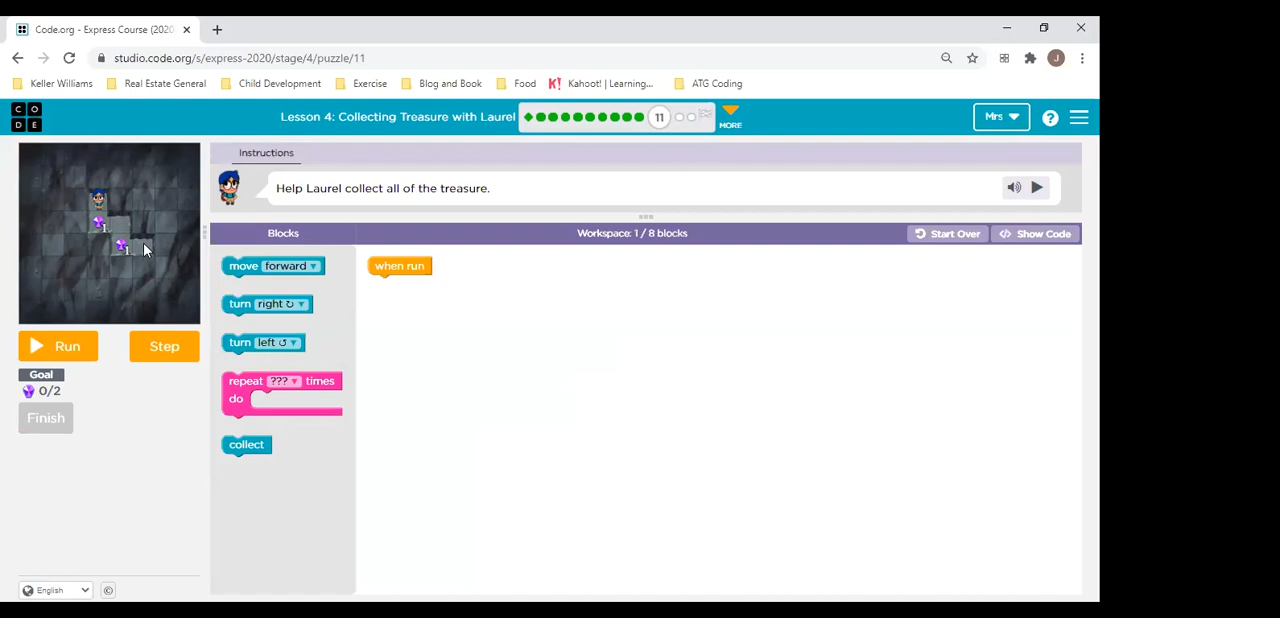 Code.org - Express Course (2020
studio.code.org/s/express-2020/stage/4/puzzle/11
J
Keller Williams
Real Estate General
Child Development
Exercise
Blog and Book
Food
K! Kahoot! | Learning...
ATG Coding
C O
D E
Lesson 4: Collecting Treasure with Laurel
11
MORE
Mrs
?
Instructions
Help Laurel collect all of the treasure.
1
1
Blocks
Workspace: 1 / 8 blocks
Start Over
</> Show Code
move forward
when run
turn right ↻
turn left ↺
Run
Step
Goal
0/2
Finish
repeat ??? times
do
collect
English
©